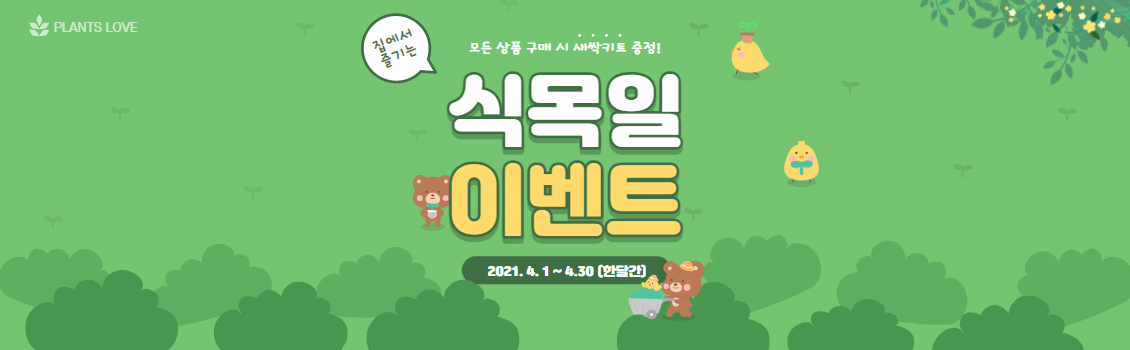 PLANTS LOVE
집에서
즐기는
모든 상품 구매 시 새싹키트 증정!
식목일
이벤트
2021. 4. 1 ~ 4.30 (한달간)